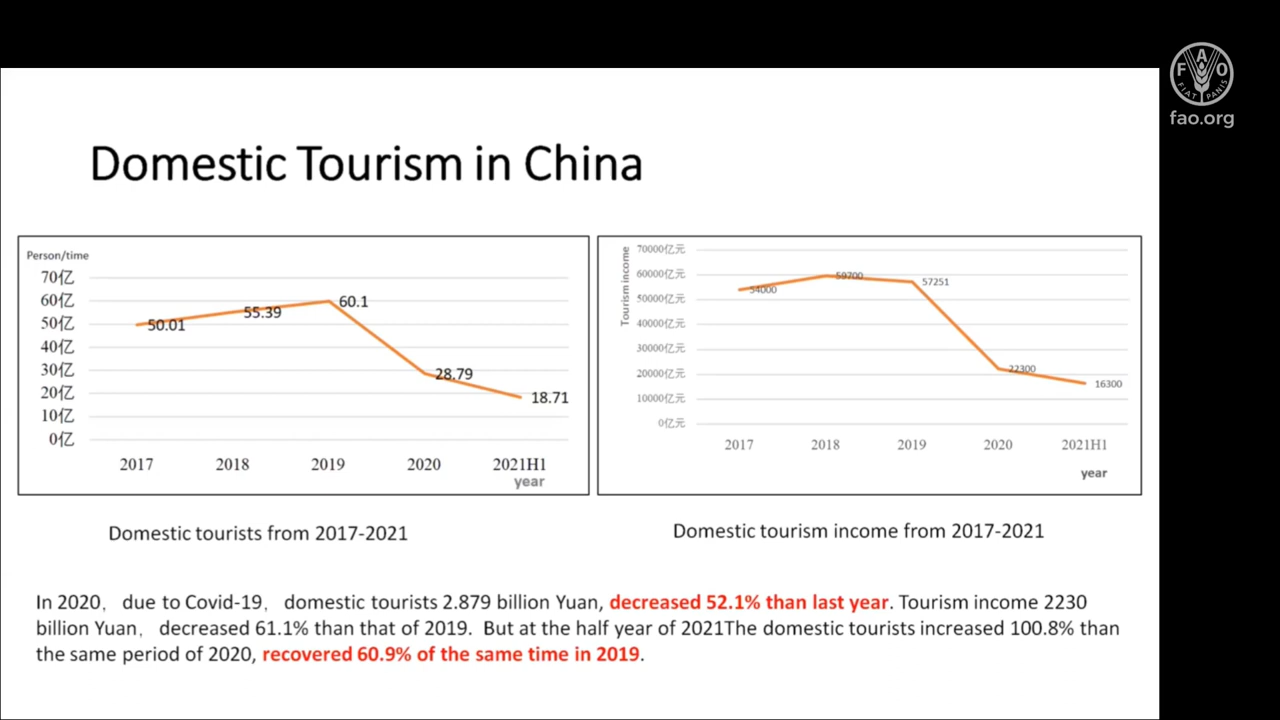 F A O
FIAT PANIS
fao.org
Domestic Tourism in China
Person/time
70亿
60亿
50亿
40亿
30亿
20亿
10亿
0亿
50.01
55.39
60.1
28.79
18.71
2017 2018 2019 2020 2021H1
year
Tourism income
70000亿元
60000亿元
50000亿元
40000亿元
30000亿元
20000亿元
10000亿元
0亿元
54000
59700
57251
22300
16300
2017 2018 2019 2020 2021H1
year
Domestic tourists from 2017-2021
Domestic tourism income from 2017-2021
In 2020, due to Covid-19, domestic tourists 2.879 billion Yuan, decreased 52.1% than last year. Tourism income 2230
billion Yuan, decreased 61.1% than that of 2019. But at the half year of 2021The domestic tourists increased 100.8% than
the same period of 2020, recovered 60.9% of the same time in 2019.